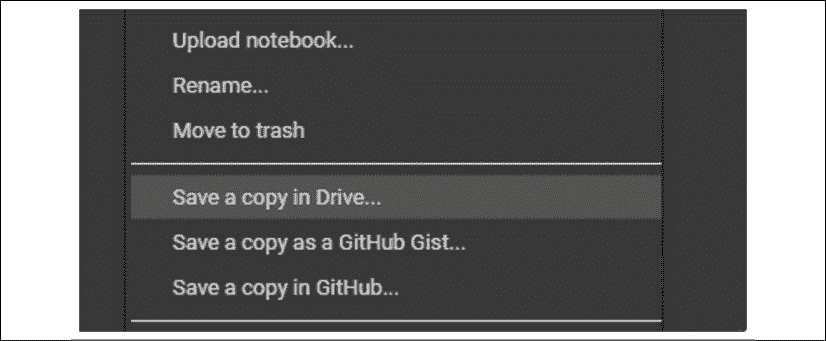 Upload notebook...
Rename...
Move to trash
Save a copy in Drive...
Save a copy as a GitHub Gist...
Save a copy in GitHub...